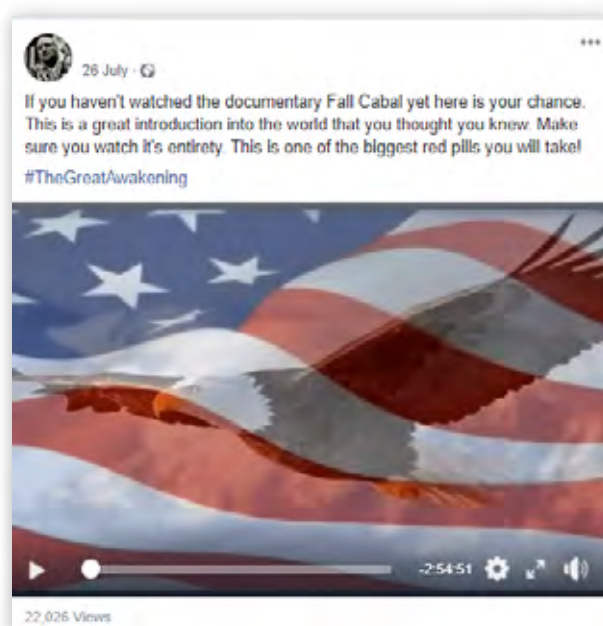 26 July
If you haven't watched the documentary Fall Cabal yet here is your chance.
This is a great introduction into the world that you thought you knew. Make
sure you watch it's entirety. This is one of the biggest red pills you will take!
#TheGreatAwakening
-2:54:51
22,026 Views